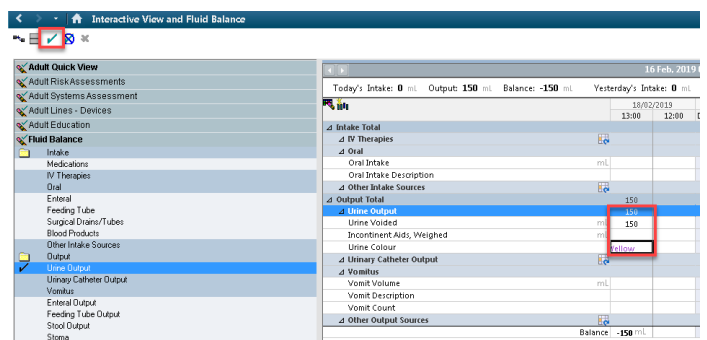 Interactive View and Fluid Balance
Adult Quick View
Adult RiskAssessments
Adult Systems Assessment
Adult Lines - Devices
Adult Education
Fluid Balance
Intake
Medications
IV Therapies
Oral
Enteral
Feeding Tube
Surgical Drains/Tubes
Blood Products
Other Intake Sources
Output
Urine Output
Urinary Catheter Output
Vomitus
Enteral Output
Feeding Tube Output
Stool Output
Stoma
16 Feb, 2019
Today's Intake: 0 mL Output: 150 mL Balance: -150 mL Yesterday's Intake: 0 mL
18/02/2019
13:00 12:00
Intake Total
IV Therapies
Oral
Oral Intake mL
Oral Intake Description
Other Intake Sources
Output Total 150
Urine Output 150
Urine Voided mL 150
Incontinent Aids, Weighed mL
Urine Colour Yellow
Urinary Catheter Output
Vomitus
Vomit Volume mL
Vomit Description
Vomit Count
Other Output Sources
Balance -150 mL